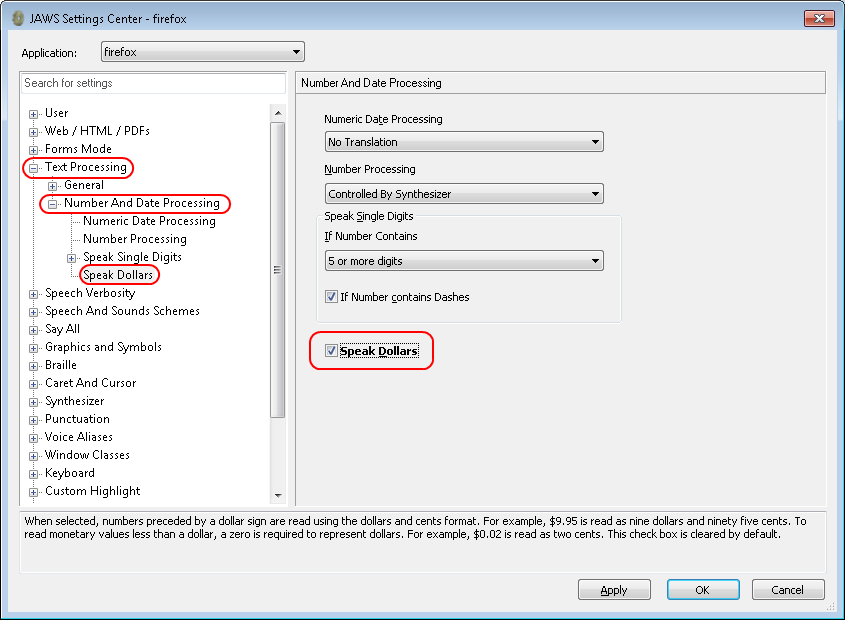 JAWS Settings Center - firefox
Application:
firefox
Search for settings
User
Web / HTML / PDFs
Forms Mode
Text Processing
General
Number And Date Processing
Numeric Date Processing
Number Processing
Speak Single Digits
Speak Dollars
Speech Verbosity
Speech And Sounds Schemes
Say All
Graphics and Symbols
Braille
Caret And Cursor
Synthesizer
Punctuation
Voice Aliases
Window Classes
Keyboard
Custom Highlight
Number And Date Processing
Numeric Date Processing
No Translation
Number Processing
Controlled By Synthesizer
Speak Single Digits
If Number Contains
5 or more digits
If Number contains Dashes
Speak Dollars
When selected, numbers preceded by a dollar sign are read using the dollars and cents format. For example, $9.95 is read as nine dollars and ninety five cents. To
read monetary values less than a dollar, a zero is required to represent dollars. For example, $0.02 is read as two cents. This check box is cleared by default.
Apply
OK
Cancel